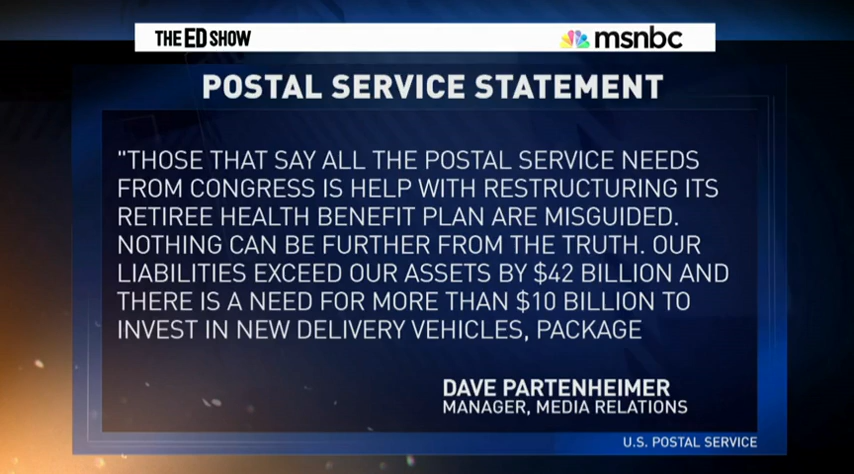 THE ED SHOW msnbc
POSTAL SERVICE STATEMENT
"THOSE THAT SAY ALL THE POSTAL SERVICE NEEDS
FROM CONGRESS IS HELP WITH RESTRUCTURING ITS
RETIREE HEALTH BENEFIT PLAN ARE MISGUIDED.
NOTHING CAN BE FURTHER FROM THE TRUTH. OUR
LIABILITIES EXCEED OUR ASSETS BY $42 BILLION AND
THERE IS A NEED FOR MORE THAN $10 BILLION TO
INVEST IN NEW DELIVERY VEHICLES, PACKAGE
DAVE PARTENHEIMER
MANAGER, MEDIA RELATIONS
U.S. POSTAL SERVICE